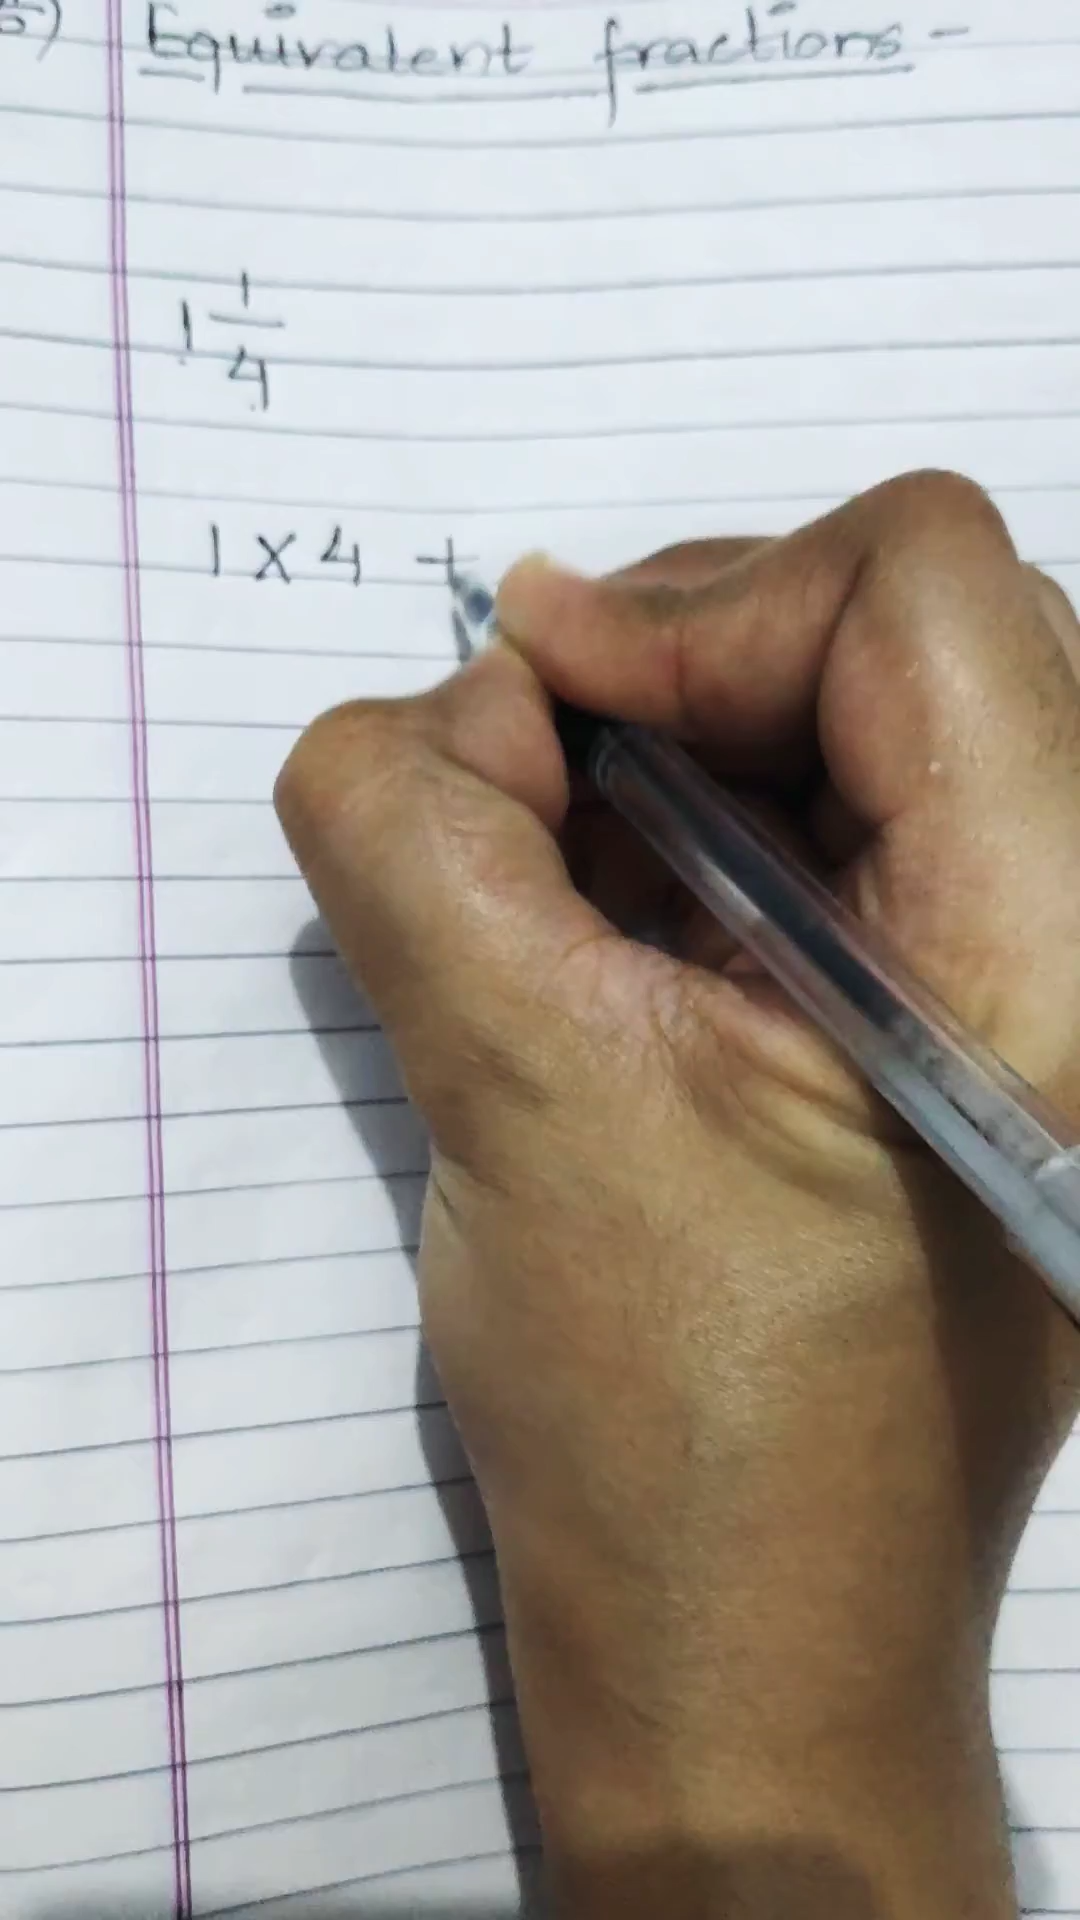 Equivalent fractions -
1 1/4
1 x 4 +